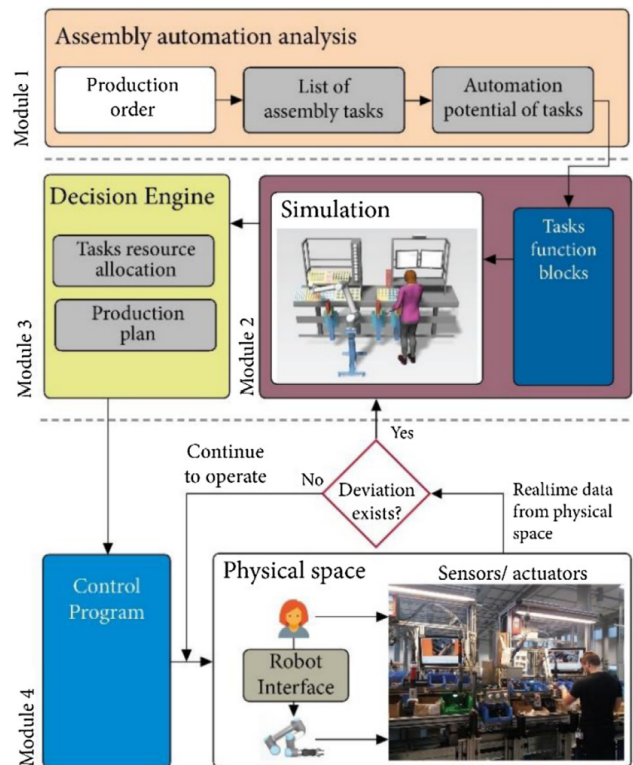 Module 1
Assembly automation analysis
Production
order
List of
assembly tasks
Automation
potential of tasks
Module 3
Decision Engine
Tasks resource
allocation
Production
plan
Module 2
Simulation
Tasks
function
blocks
Yes
Continue
to operate
No
Deviation
exists?
Realtime data
from physical
space
Module 4
Control
Program
Physical space
Sensors/ actuators
Robot
Interface